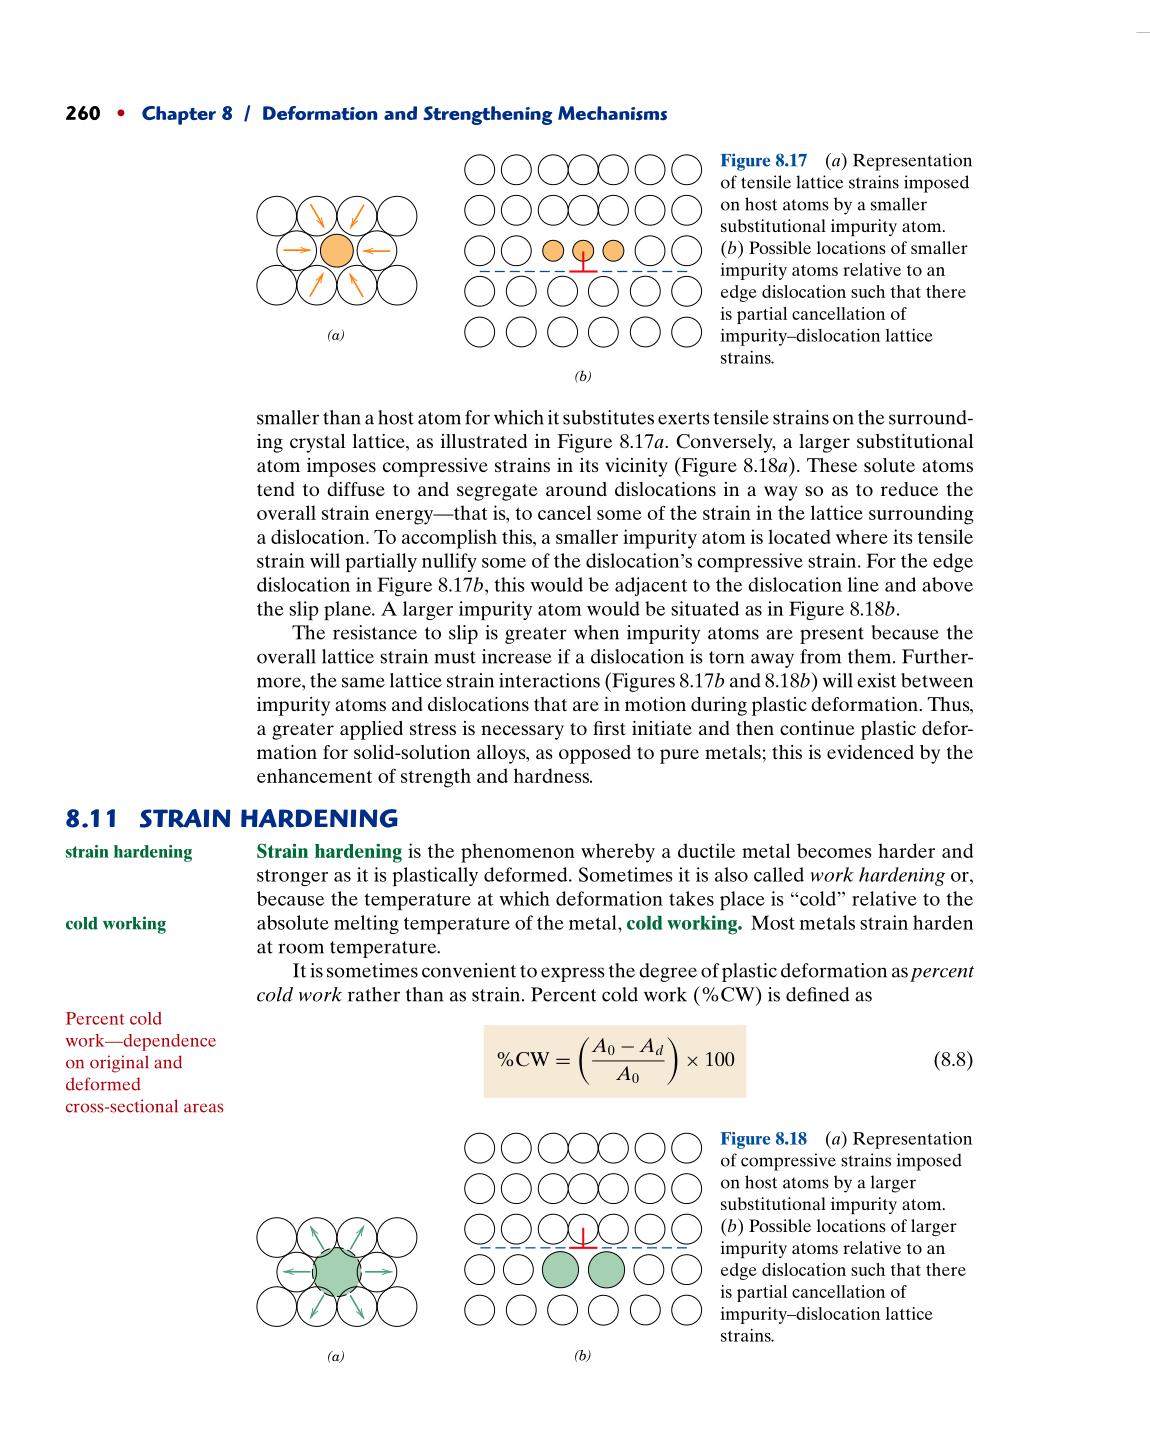 260 • Chapter 8 / Deformation and Strengthening Mechanisms
Figure 8.17 (a) Representation
of tensile lattice strains imposed
on host atoms by a smaller
substitutional impurity atom.
(b) Possible locations of smaller
impurity atoms relative to an
edge dislocation such that there
is partial cancellation of
impurity–dislocation lattice
strains.
(a)
(b)
smaller than a host atom for which it substitutes exerts tensile strains on the surround-
ing crystal lattice, as illustrated in Figure 8.17a. Conversely, a larger substitutional
atom imposes compressive strains in its vicinity (Figure 8.18a). These solute atoms
tend to diffuse to and segregate around dislocations in a way so as to reduce the
overall strain energy—that is, to cancel some of the strain in the lattice surrounding
a dislocation. To accomplish this, a smaller impurity atom is located where its tensile
strain will partially nullify some of the dislocation's compressive strain. For the edge
dislocation in Figure 8.17b, this would be adjacent to the dislocation line and above
the slip plane. A larger impurity atom would be situated as in Figure 8.18b.
The resistance to slip is greater when impurity atoms are present because the
overall lattice strain must increase if a dislocation is torn away from them. Further-
more, the same lattice strain interactions (Figures 8.17b and 8.18b) will exist between
impurity atoms and dislocations that are in motion during plastic deformation. Thus,
a greater applied stress is necessary to first initiate and then continue plastic defor-
mation for solid-solution alloys, as opposed to pure metals; this is evidenced by the
enhancement of strength and hardness.
8.11 STRAIN HARDENING
strain hardening
Strain hardening is the phenomenon whereby a ductile metal becomes harder and
stronger as it is plastically deformed. Sometimes it is also called work hardening or,
because the temperature at which deformation takes place is “cold” relative to the
cold working
absolute melting temperature of the metal, cold working. Most metals strain harden
at room temperature.
It is sometimes convenient to express the degree of plastic deformation as percent
cold work rather than as strain. Percent cold work (%CW) is defined as
Percent cold
work—dependence
on original and
deformed
cross-sectional areas
%CW = ((A0 − Ad)/A0) × 100 (8.8)
Figure 8.18 (a) Representation
of compressive strains imposed
on host atoms by a larger
substitutional impurity atom.
(b) Possible locations of larger
impurity atoms relative to an
edge dislocation such that there
is partial cancellation of
impurity–dislocation lattice
strains.
(a)
(b)